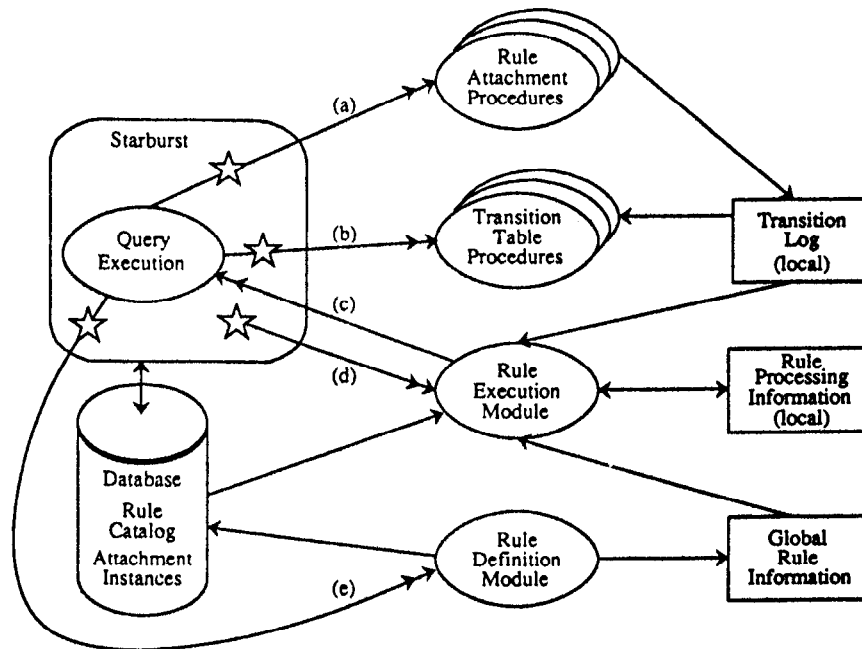 Rule
Attachment
Procedures
(a)
Starburst
Query
Execution
(b)
Transition
Table
Procedures
Transition
Log
(local)
(c)
(d)
Rule
Execution
Module
Rule
Processing
Information
(local)
Database
Rule
Catalog
Attachment
Instances
(e)
Rule
Definition
Module
Global
Rule
Information